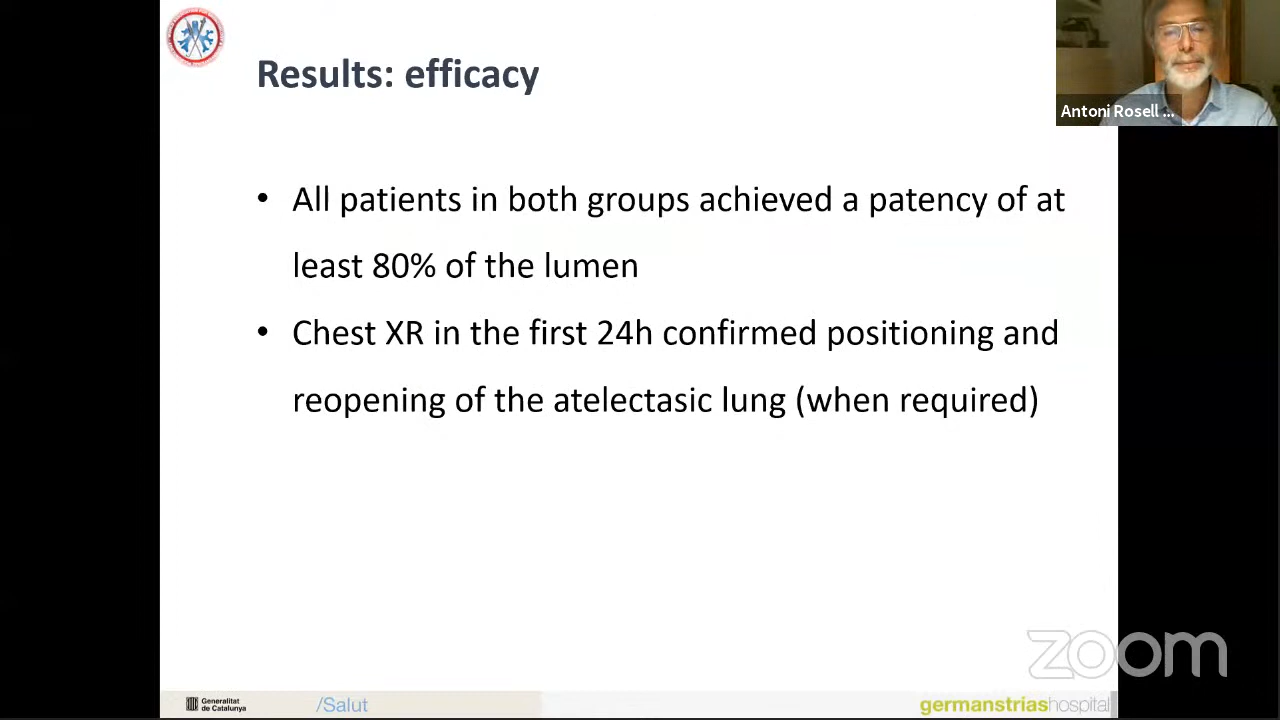 Results: efficacy
Antoni Rosell ...
• All patients in both groups achieved a patency of at
least 80% of the lumen
• Chest XR in the first 24h confirmed positioning and
reopening of the atelectasic lung (when required)
zoom
Generalitat
de Catalunya
/Salut
germanstriashospital